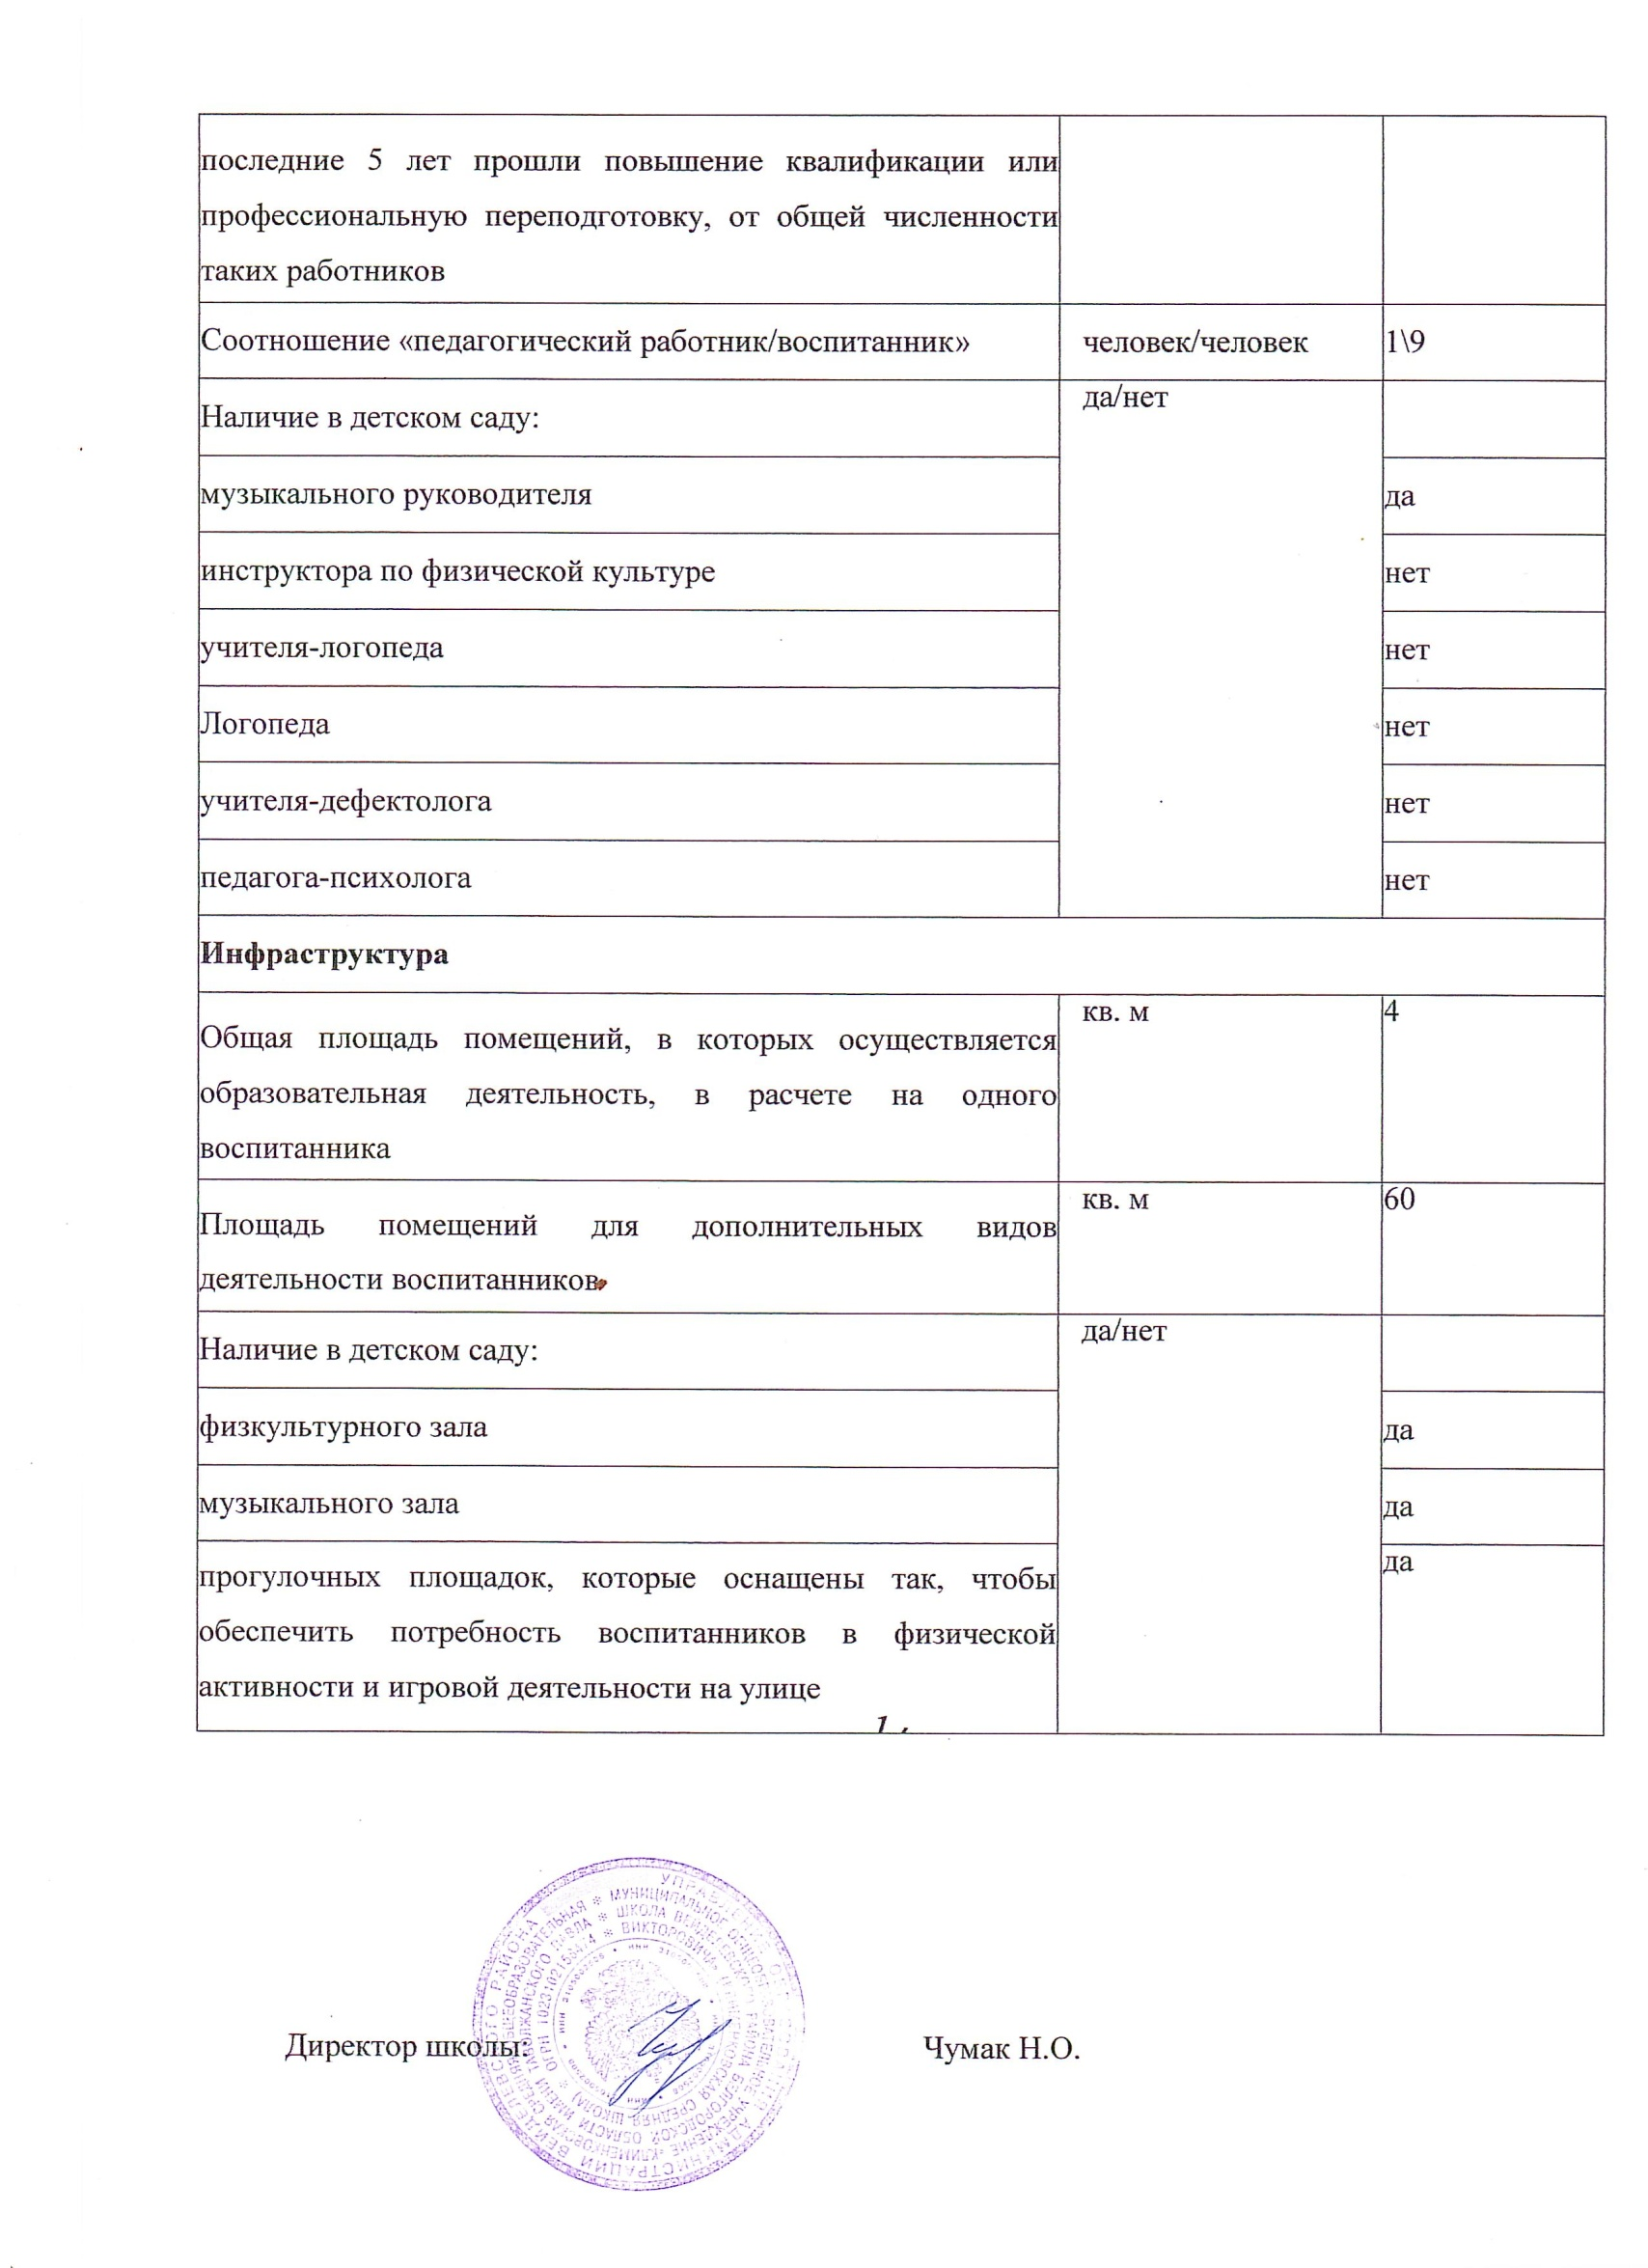 последние 5 лет прошли повышение квалификации или
профессиональную переподготовку, от общей численности
таких работников
Соотношение «педагогический работник/воспитанник» человек/человек 1\9
Наличие в детском саду: да/нет
музыкального руководителя да
инструктора по физической культуре нет
учителя-логопеда нет
Логопеда нет
учителя-дефектолога нет
педагога-психолога нет
Инфраструктура
Общая площадь помещений, в которых осуществляется кв. м 4
образовательная деятельность, в расчете на одного
воспитанника
Площадь помещений для дополнительных видов кв. м 60
деятельности воспитанников
Наличие в детском саду: да/нет
физкультурного зала да
музыкального зала да
прогулочных площадок, которые оснащены так, чтобы да
обеспечить потребность воспитанников в физической
активности и игровой деятельности на улице
Директор школы: Чумак Н.О.